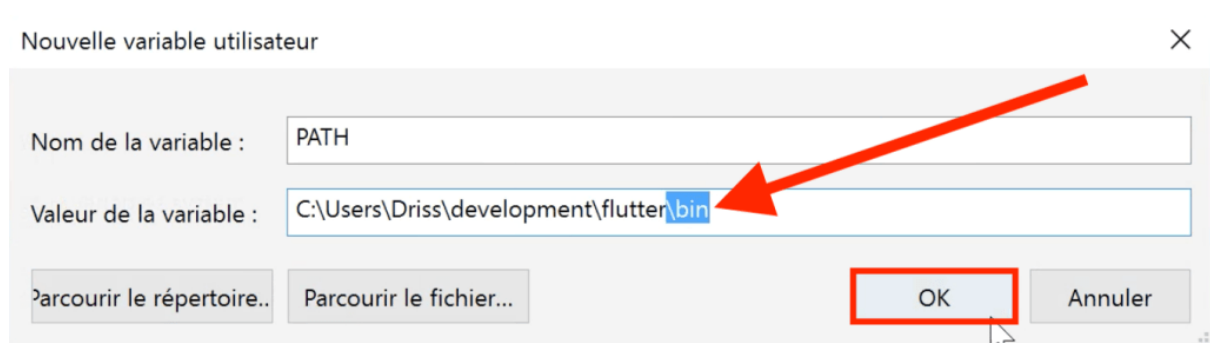 Nouvelle variable utilisateur
Nom de la variable :
PATH
Valeur de la variable :
C:\Users\Driss\development\flutter\bin
Parcourir le répertoire..
Parcourir le fichier...
OK
Annuler